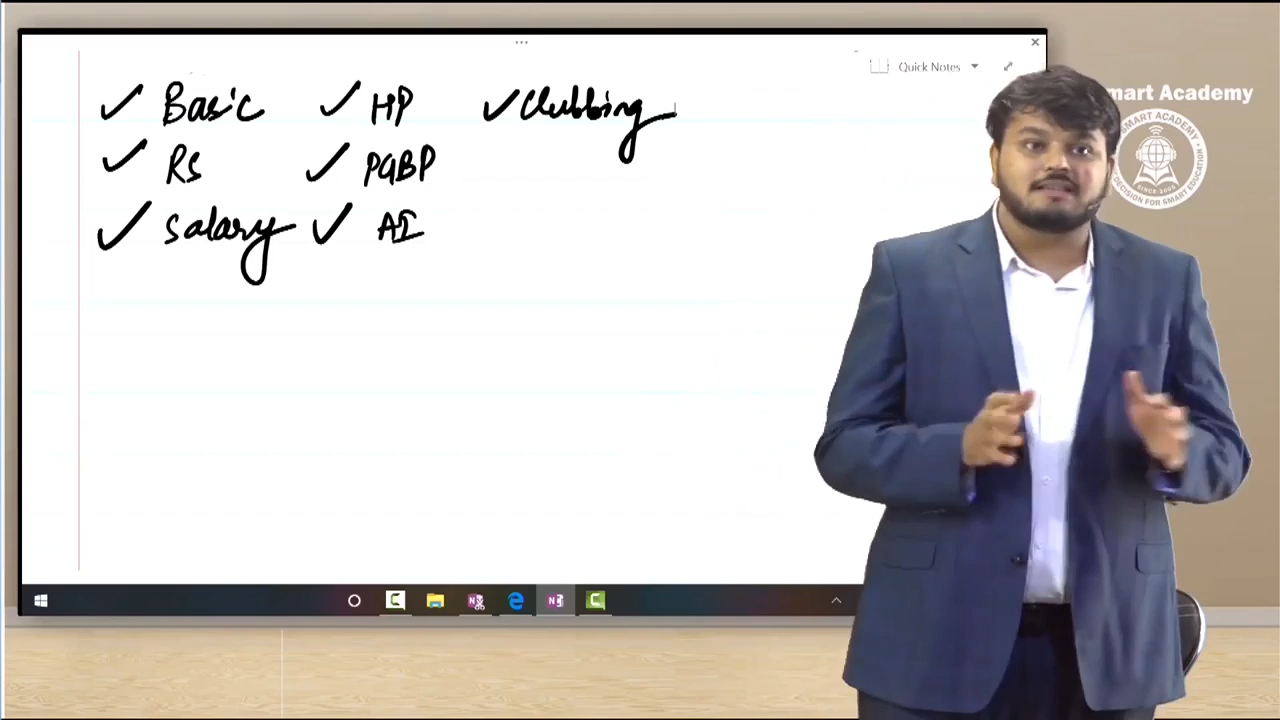 Quick Notes
✓ Basic ✓ HP ✓ Clubbing
✓ RS ✓ PGBP
✓ Salary ✓ AI
Smart Academy
SMART ACADEMY
SINCE-2005
DECISION FOR SMART EDUCATION